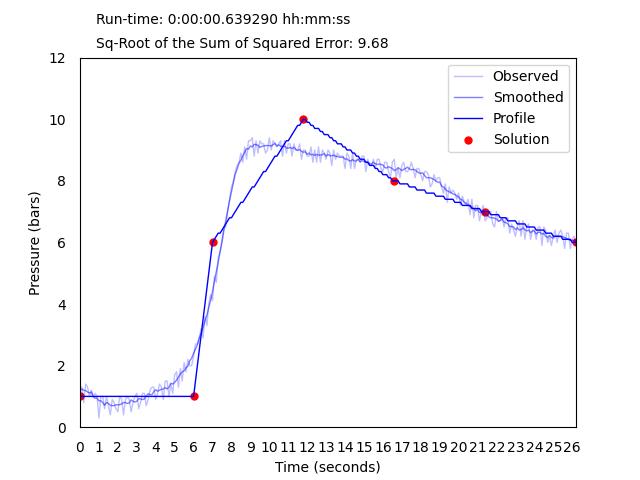 Run-time: 0:00:00.639290 hh:mm:ss
Sq-Root of the Sum of Squared Error: 9.68
12
10
8
6
4
2
0
Pressure (bars)
Observed
Smoothed
Profile
Solution
0 1 2 3 4 5 6 7 8 9 10 11 12 13 14 15 16 17 18 19 20 21 22 23 24 25 26
Time (seconds)